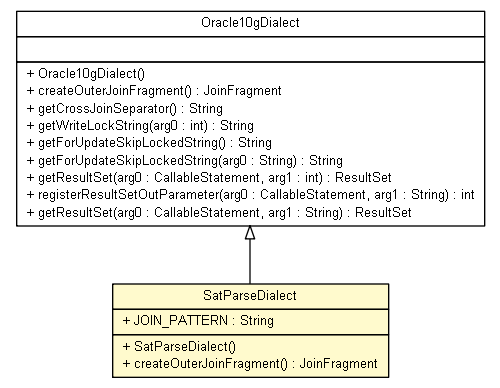 Oracle10gDialect
+ Oracle10gDialect()
+ createOuterJoinFragment() : JoinFragment
+ getCrossJoinSeparator() : String
+ getWriteLockString(arg0 : int) : String
+ getForUpdateSkipLockedString() : String
+ getForUpdateSkipLockedString(arg0 : String) : String
+ getResultSet(arg0 : CallableStatement, arg1 : int) : ResultSet
+ registerResultSetOutParameter(arg0 : CallableStatement, arg1 : String) : int
+ getResultSet(arg0 : CallableStatement, arg1 : String) : ResultSet
SatParseDialect
+ JOIN_PATTERN : String
+ SatParseDialect()
+ createOuterJoinFragment() : JoinFragment